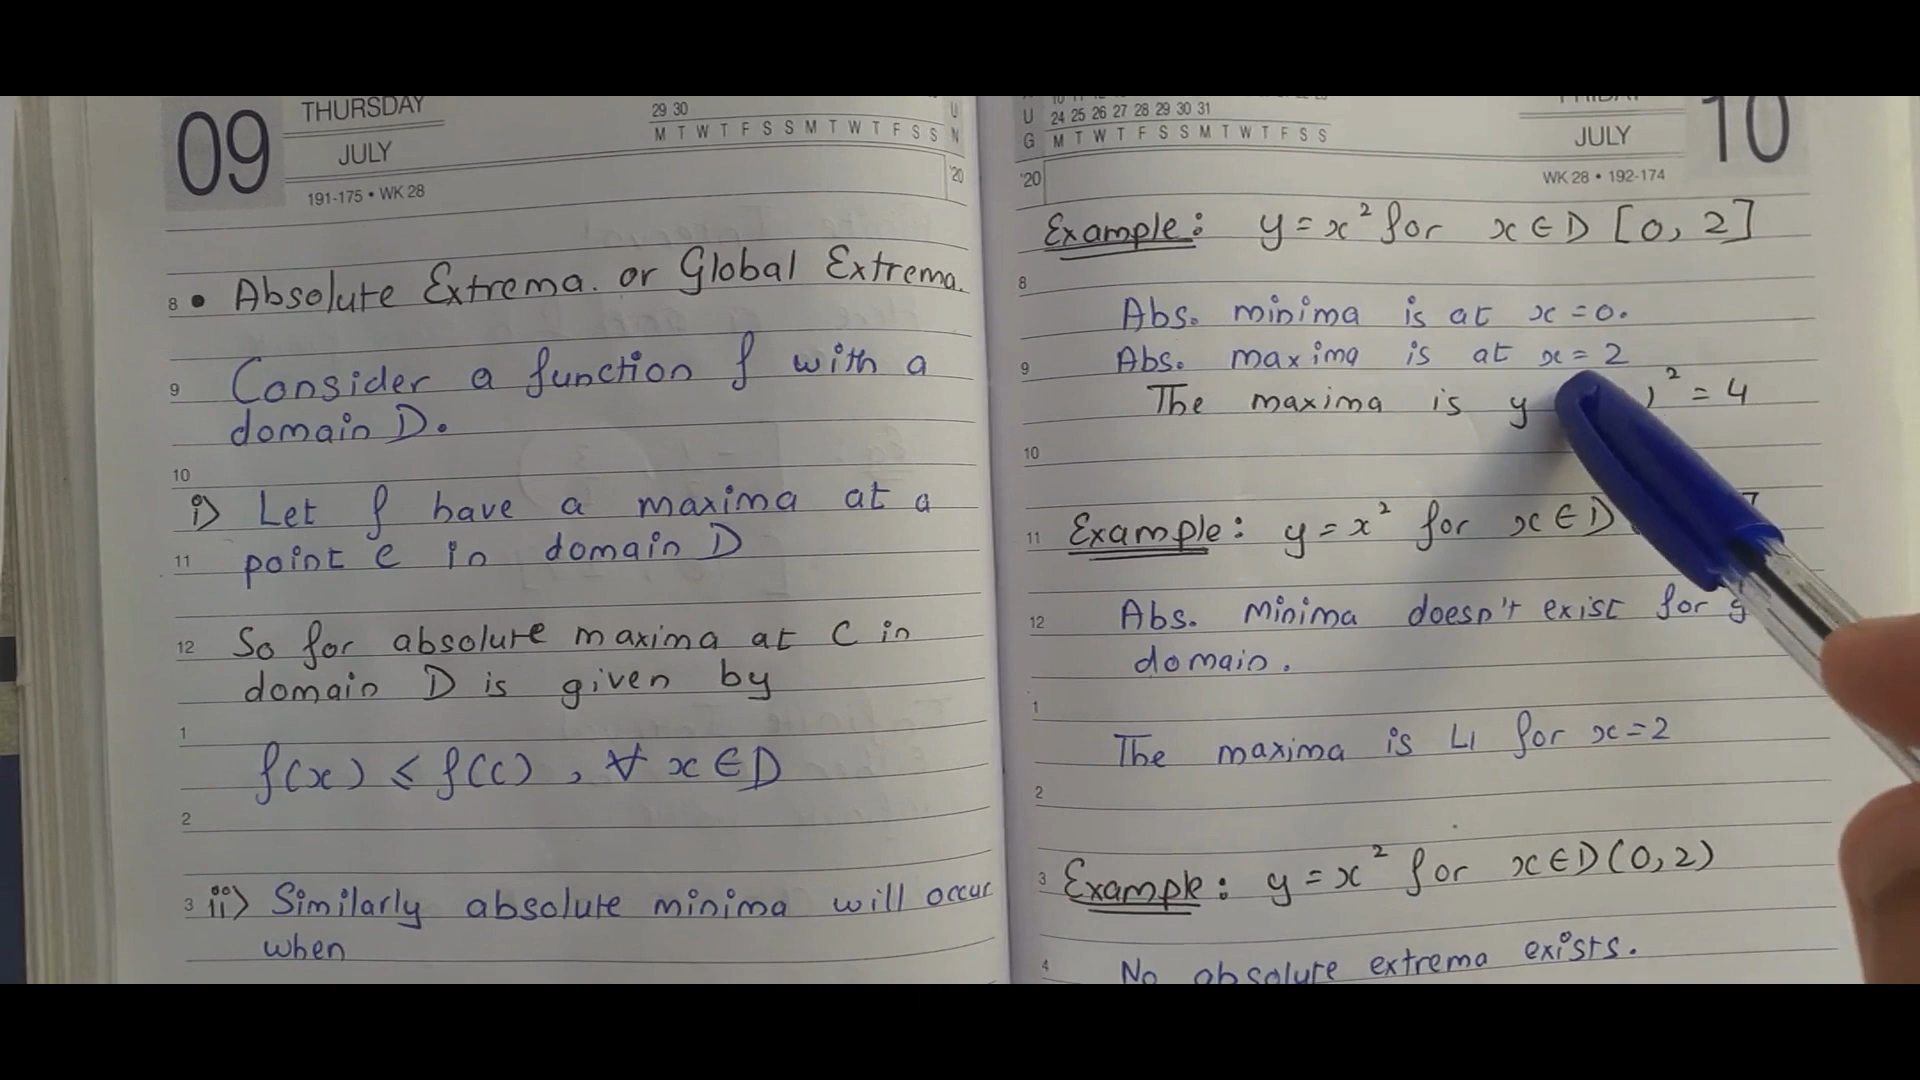 09
THURSDAY
JULY
191-175 • WK 28
29 30
M T W T F S S M T W T F S S
U
N
'20
• Absolute Extrema. or Global Extrema.
8
Consider a function f with a
9
domain D.
10
i) Let f have a maxima at a
11
point c in domain D
12 So for absolute maxima at C in
domain D is given by
1
f(x) ≤ f(c) , ∀ x ∈ D
2
3 ii) Similarly absolute minima will occur
when
U
G
24 25 26 27 28 29 30 31
M T W T F S S M T W T F S S
'20
JULY
10
WK 28 • 192-174
Example: y = x² for x ∈ D [0, 2]
8
Abs. minima is at x = 0.
9 Abs. maxima is at x = 2
The maxima is y )² = 4
10
11 Example: y = x² for x ∈ D
12 Abs. minima doesn't exist for
domain.
1
The maxima is 4 for x = 2
2
3 Example: y = x² for x ∈ D (0, 2)
4 No absolute extrema exists.